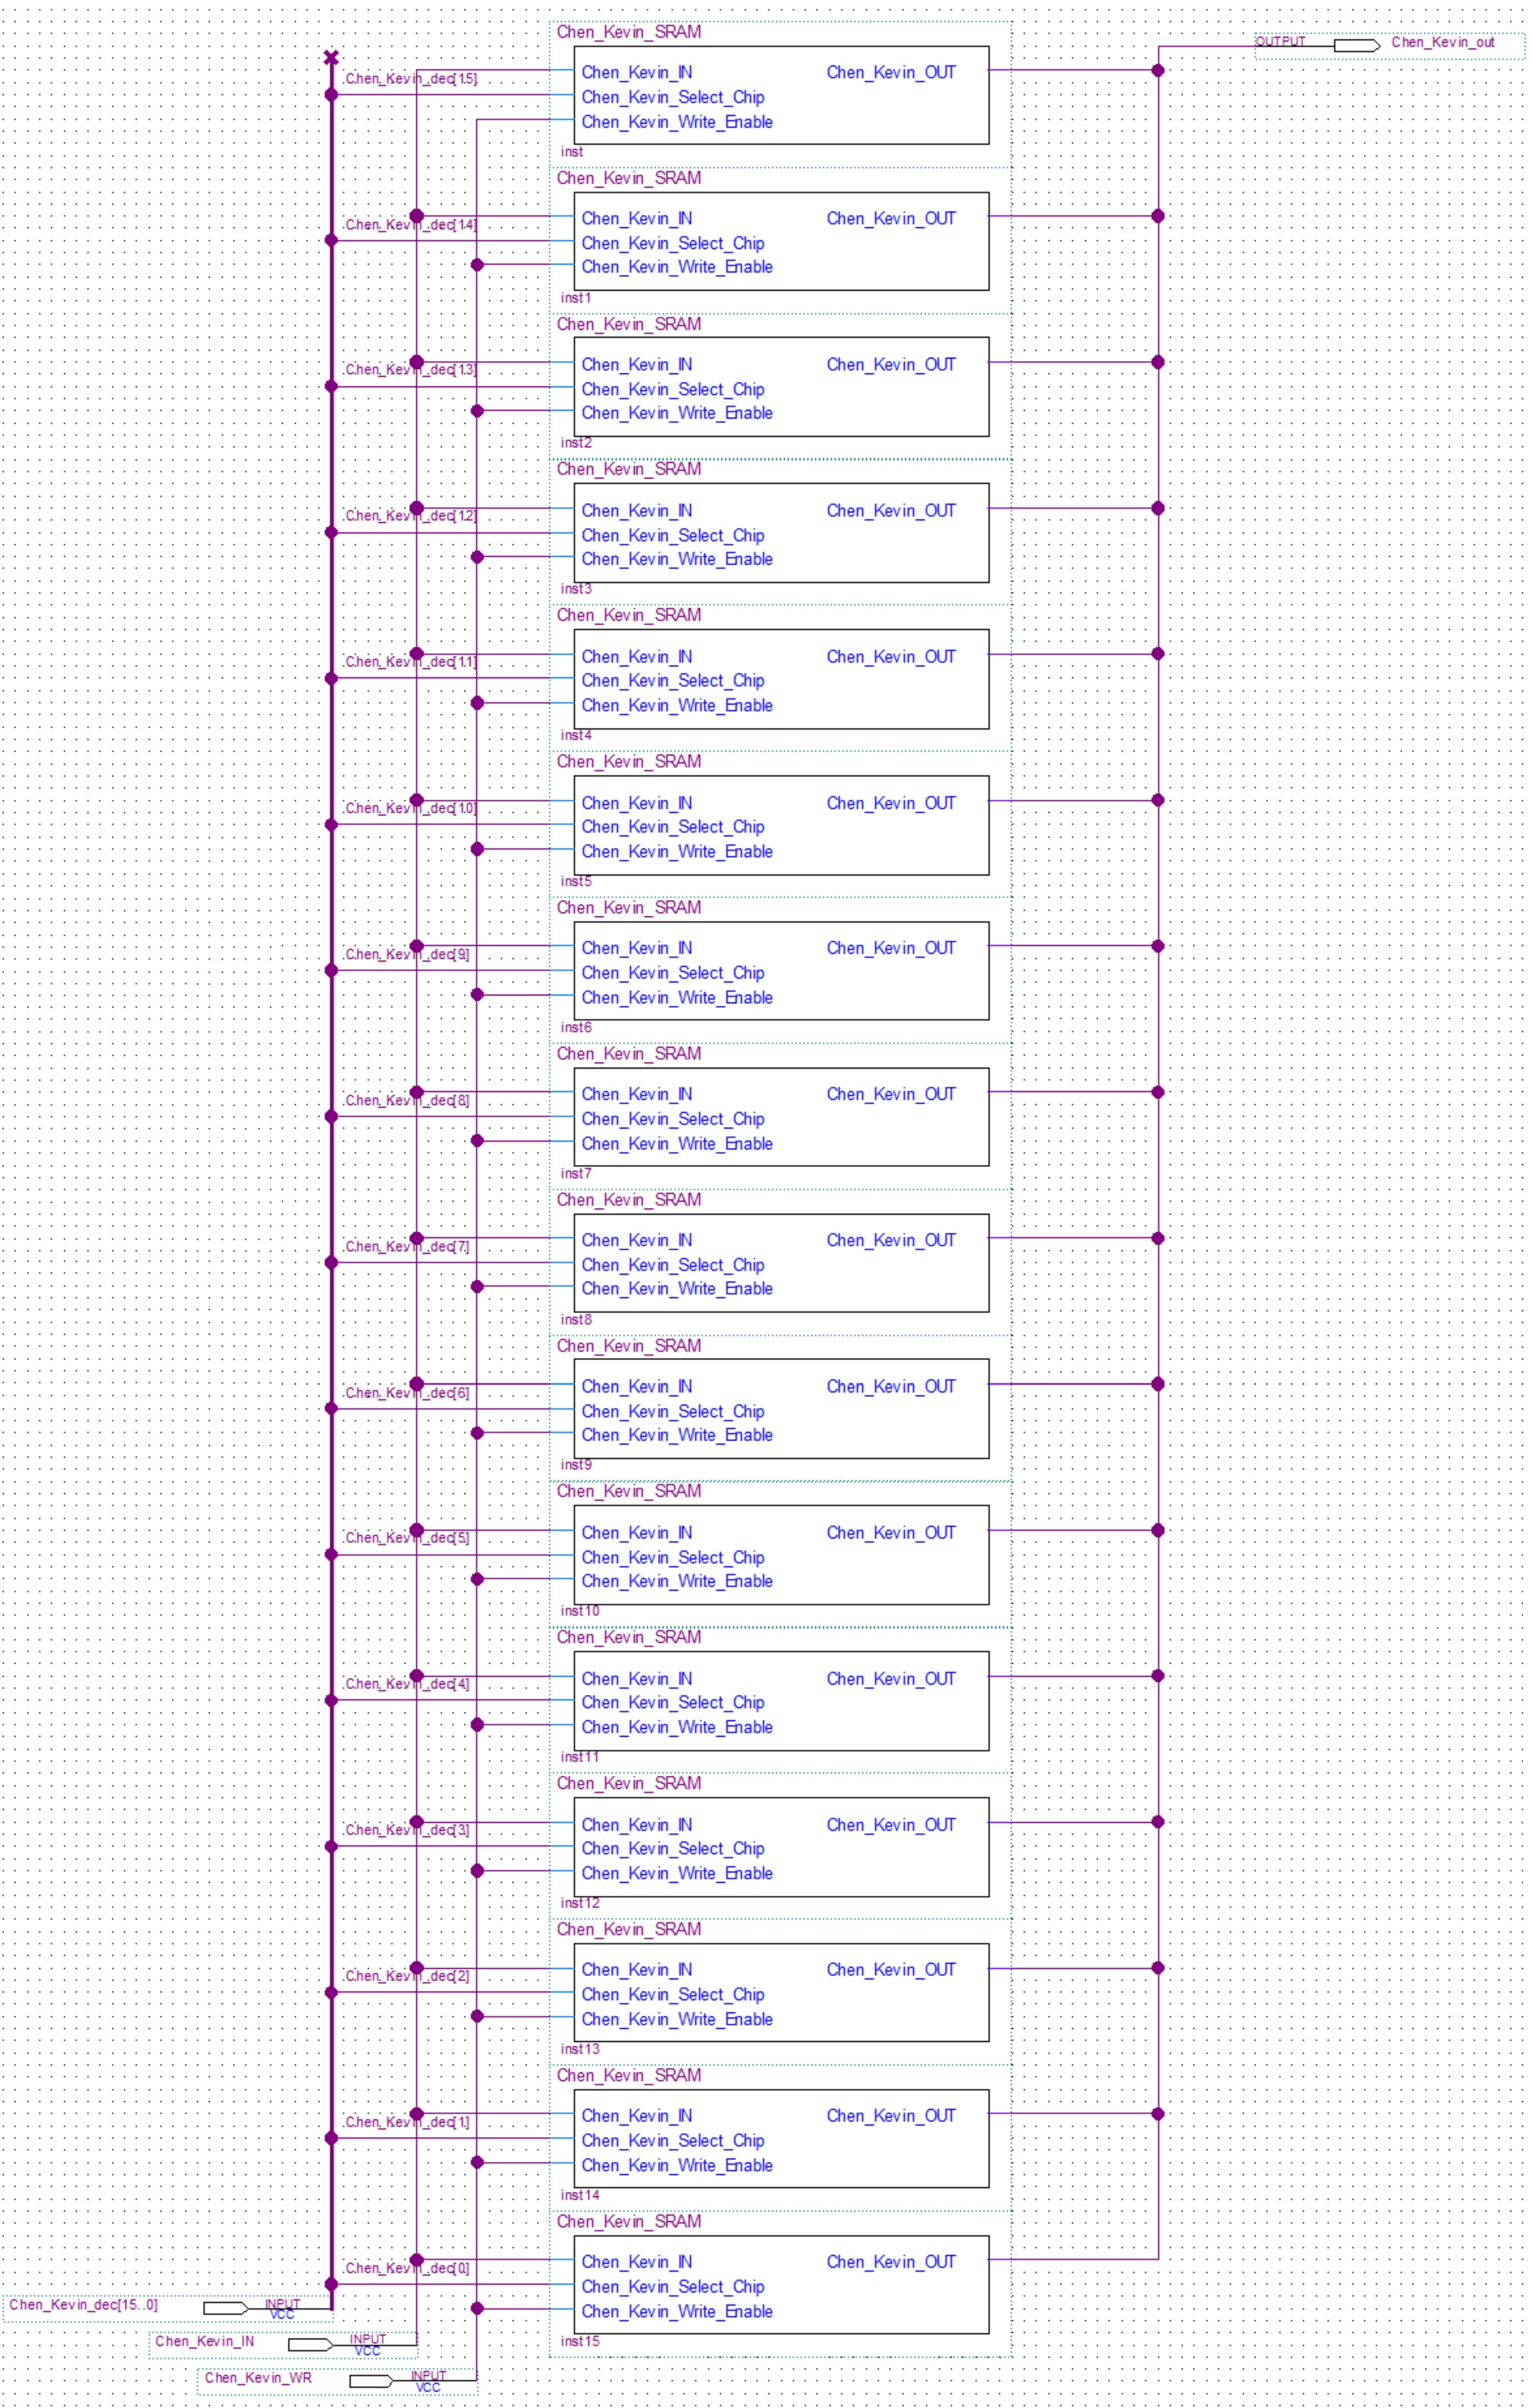 Chen_Kevin_SRAM
OUTPUT Chen_Kevin_out
Chen_Kevin_dec[15]
Chen_Kevin_IN Chen_Kevin_OUT
Chen_Kevin_Select_Chip
Chen_Kevin_Write_Enable
inst
Chen_Kevin_SRAM
Chen_Kevin_dec[14]
Chen_Kevin_IN Chen_Kevin_OUT
Chen_Kevin_Select_Chip
Chen_Kevin_Write_Enable
inst1
Chen_Kevin_SRAM
Chen_Kevin_dec[13]
Chen_Kevin_IN Chen_Kevin_OUT
Chen_Kevin_Select_Chip
Chen_Kevin_Write_Enable
inst2
Chen_Kevin_SRAM
Chen_Kevin_dec[12]
Chen_Kevin_IN Chen_Kevin_OUT
Chen_Kevin_Select_Chip
Chen_Kevin_Write_Enable
inst3
Chen_Kevin_SRAM
Chen_Kevin_dec[11]
Chen_Kevin_IN Chen_Kevin_OUT
Chen_Kevin_Select_Chip
Chen_Kevin_Write_Enable
inst4
Chen_Kevin_SRAM
Chen_Kevin_dec[10]
Chen_Kevin_IN Chen_Kevin_OUT
Chen_Kevin_Select_Chip
Chen_Kevin_Write_Enable
inst5
Chen_Kevin_SRAM
Chen_Kevin_dec[9]
Chen_Kevin_IN Chen_Kevin_OUT
Chen_Kevin_Select_Chip
Chen_Kevin_Write_Enable
inst6
Chen_Kevin_SRAM
Chen_Kevin_dec[8]
Chen_Kevin_IN Chen_Kevin_OUT
Chen_Kevin_Select_Chip
Chen_Kevin_Write_Enable
inst7
Chen_Kevin_SRAM
Chen_Kevin_dec[7]
Chen_Kevin_IN Chen_Kevin_OUT
Chen_Kevin_Select_Chip
Chen_Kevin_Write_Enable
inst8
Chen_Kevin_SRAM
Chen_Kevin_dec[6]
Chen_Kevin_IN Chen_Kevin_OUT
Chen_Kevin_Select_Chip
Chen_Kevin_Write_Enable
inst9
Chen_Kevin_SRAM
Chen_Kevin_dec[5]
Chen_Kevin_IN Chen_Kevin_OUT
Chen_Kevin_Select_Chip
Chen_Kevin_Write_Enable
inst10
Chen_Kevin_SRAM
Chen_Kevin_dec[4]
Chen_Kevin_IN Chen_Kevin_OUT
Chen_Kevin_Select_Chip
Chen_Kevin_Write_Enable
inst11
Chen_Kevin_SRAM
Chen_Kevin_dec[3]
Chen_Kevin_IN Chen_Kevin_OUT
Chen_Kevin_Select_Chip
Chen_Kevin_Write_Enable
inst12
Chen_Kevin_SRAM
Chen_Kevin_dec[2]
Chen_Kevin_IN Chen_Kevin_OUT
Chen_Kevin_Select_Chip
Chen_Kevin_Write_Enable
inst13
Chen_Kevin_SRAM
Chen_Kevin_dec[1]
Chen_Kevin_IN Chen_Kevin_OUT
Chen_Kevin_Select_Chip
Chen_Kevin_Write_Enable
inst14
Chen_Kevin_SRAM
Chen_Kevin_dec[0]
Chen_Kevin_IN Chen_Kevin_OUT
Chen_Kevin_Select_Chip
Chen_Kevin_Write_Enable
inst15
Chen_Kevin_dec[15..0] INPUT
VCC
Chen_Kevin_IN INPUT
VCC
Chen_Kevin_WR INPUT
VCC